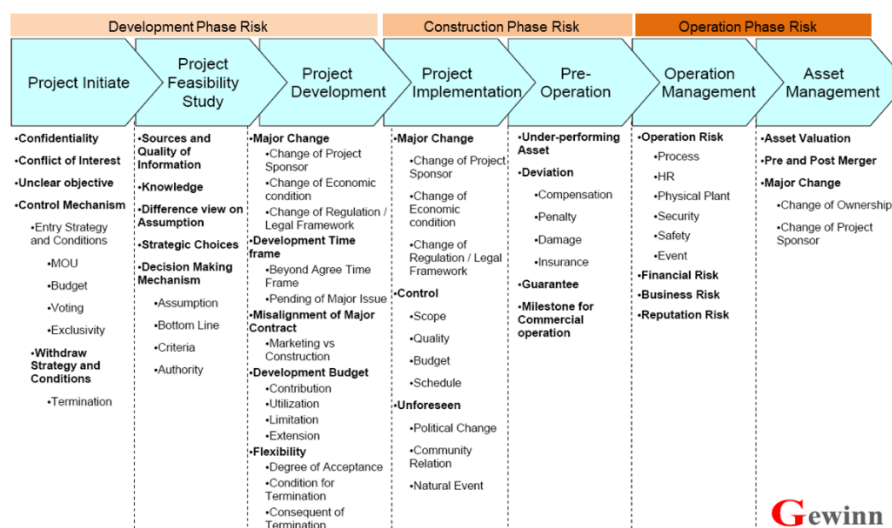 Development Phase Risk
Construction Phase Risk
Operation Phase Risk
Project Initiate
Project
Feasibility
Study
Project
Development
Project
Implementation
Pre-
Operation
Operation
Management
Asset
Management
•Confidentiality
•Conflict of Interest
•Unclear objective
•Control Mechanism
•Entry Strategy
and Conditions
•MOU
•Budget
•Voting
•Exclusivity
•Withdraw
Strategy and
Conditions
•Termination
•Sources and
Quality of
Information
•Knowledge
•Difference view on
Assumption
•Strategic Choices
•Decision Making
Mechanism
•Assumption
•Bottom Line
•Criteria
•Authority
•Major Change
•Change of Project
Sponsor
•Change of Economic
condition
•Change of Regulation /
Legal Framework
•Development Time
frame
•Beyond Agree Time
Frame
•Pending of Major Issue
•Misalignment of Major
Contract
•Marketing vs
Construction
•Development Budget
•Contribution
•Utilization
•Limitation
•Extension
•Flexibility
•Degree of Acceptance
•Condition for
Termination
•Consequent of
Termination
•Major Change
•Change of Project
Sponsor
•Change of
Economic
condition
•Change of
Regulation / Legal
Framework
•Control
•Scope
•Quality
•Budget
•Schedule
•Unforeseen
•Political Change
•Community
Relation
•Natural Event
•Under-performing
Asset
•Deviation
•Compensation
•Penalty
•Damage
•Insurance
•Guarantee
•Milestone for
Commercial
operation
•Operation Risk
•Process
•HR
•Physical Plant
•Security
•Safety
•Event
•Financial Risk
•Business Risk
•Reputation Risk
•Asset Valuation
•Pre and Post Merger
•Major Change
•Change of Ownership
•Change of Project
Sponsor
Gewinn